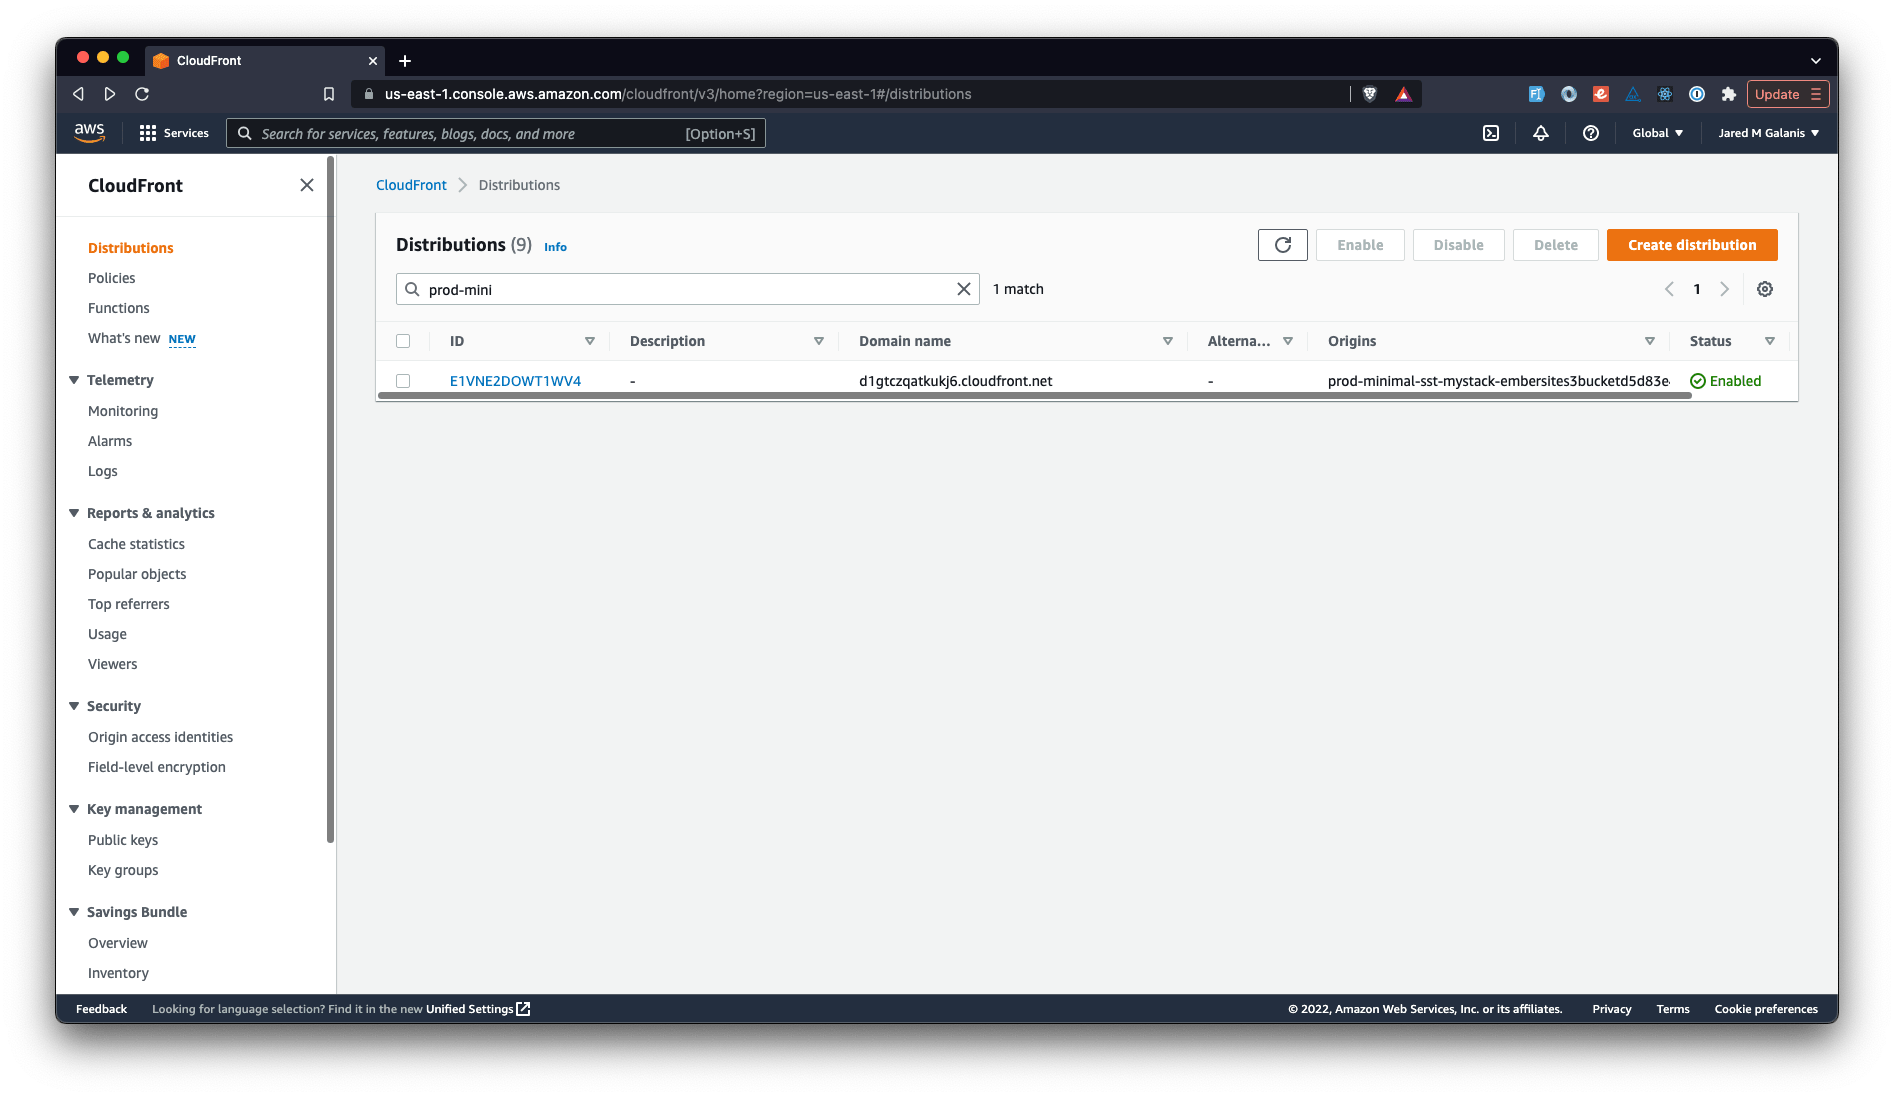 CloudFront
us-east-1.console.aws.amazon.com/cloudfront/v3/home?region=us-east-1#/distributions
Update
aws
Services
Search for services, features, blogs, docs, and more [Option+S]
Global
Jared M Galanis
CloudFront
Distributions
Policies
Functions
What's new NEW
Telemetry
Monitoring
Alarms
Logs
Reports & analytics
Cache statistics
Popular objects
Top referrers
Usage
Viewers
Security
Origin access identities
Field-level encryption
Key management
Public keys
Key groups
Savings Bundle
Overview
Inventory
CloudFront Distributions
Distributions (9) Info
Enable
Disable
Delete
Create distribution
prod-mini
1 match
1
ID Description Domain name Alterna... Origins Status
E1VNE2DOWT1WV4 - d1gtczqatkukj6.cloudfront.net - prod-minimal-sst-mystack-embersites3bucketd5d83e Enabled
Feedback Looking for language selection? Find it in the new Unified Settings
© 2022, Amazon Web Services, Inc. or its affiliates. Privacy Terms Cookie preferences